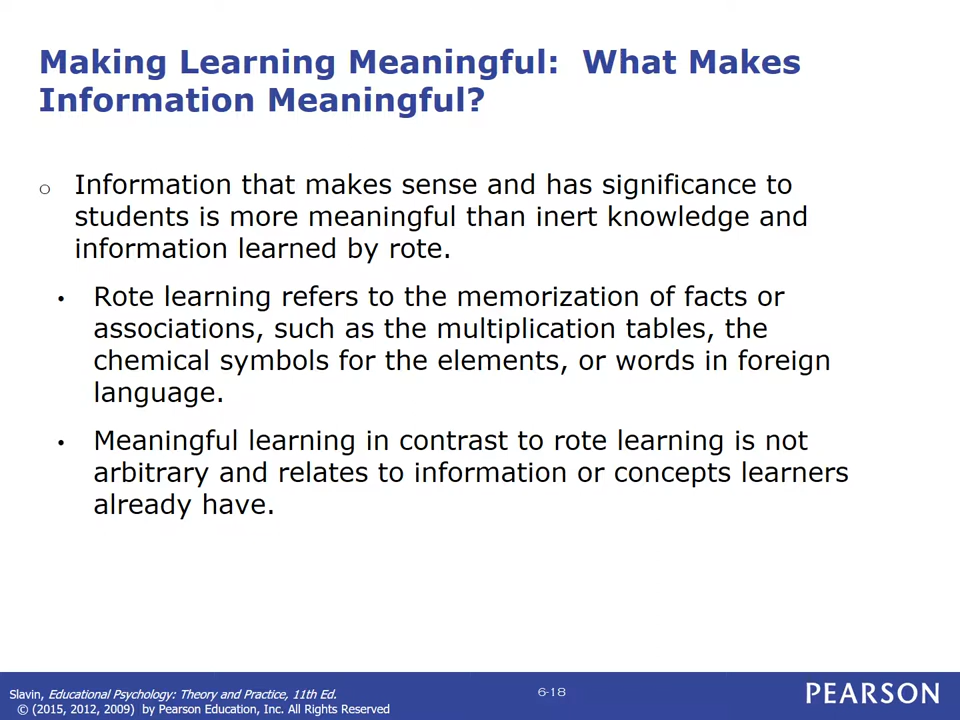 Making Learning Meaningful:  What Makes
Information Meaningful?
○ Information that makes sense and has significance to
students is more meaningful than inert knowledge and
information learned by rote.
• Rote learning refers to the memorization of facts or
associations, such as the multiplication tables, the
chemical symbols for the elements, or words in foreign
language.
• Meaningful learning in contrast to rote learning is not
arbitrary and relates to information or concepts learners
already have.
Slavin, Educational Psychology: Theory and Practice, 11th Ed.
© (2015, 2012, 2009)  by Pearson Education, Inc. All Rights Reserved
6-18
PEARSON